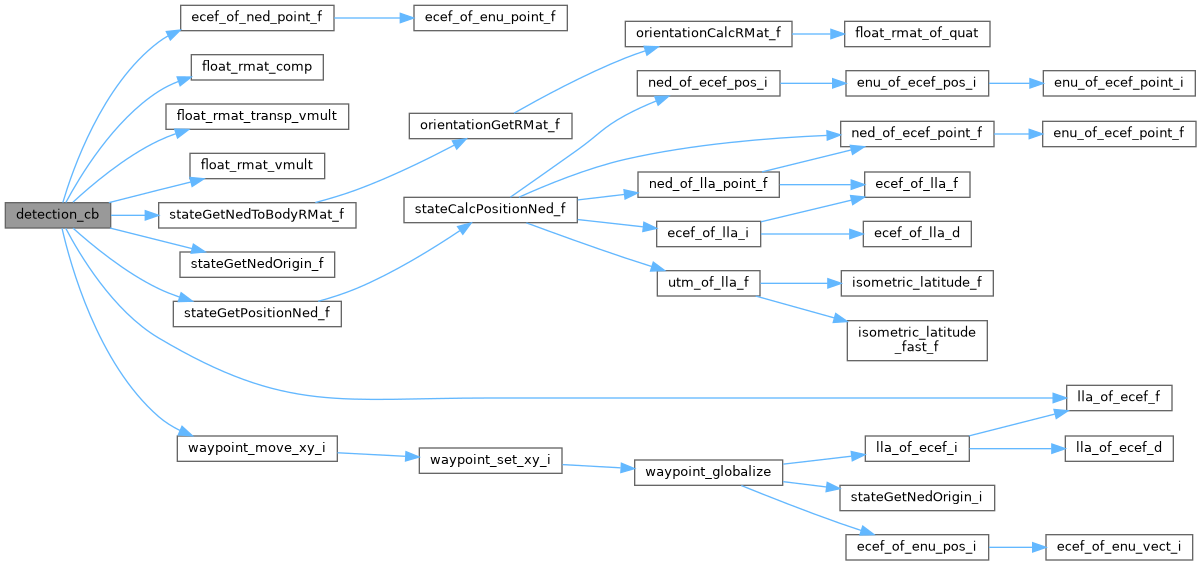 ecef_of_ned_point_f
ecef_of_enu_point_f
orientationCalcRMat_f
float_rmat_of_quat
float_rmat_comp
ned_of_ecef_pos_i
enu_of_ecef_pos_i
enu_of_ecef_point_i
float_rmat_transp_vmult
orientationGetRMat_f
ned_of_ecef_point_f
enu_of_ecef_point_f
float_rmat_vmult
ned_of_lla_point_f
ecef_of_lla_f
detection_cb
stateGetNedToBodyRMat_f
stateCalcPositionNed_f
ecef_of_lla_i
ecef_of_lla_d
stateGetNedOrigin_f
utm_of_lla_f
isometric_latitude_f
stateGetPositionNed_f
isometric_latitude
_fast_f
lla_of_ecef_f
waypoint_move_xy_i
waypoint_set_xy_i
lla_of_ecef_i
lla_of_ecef_d
waypoint_globalize
stateGetNedOrigin_i
ecef_of_enu_pos_i
ecef_of_enu_vect_i